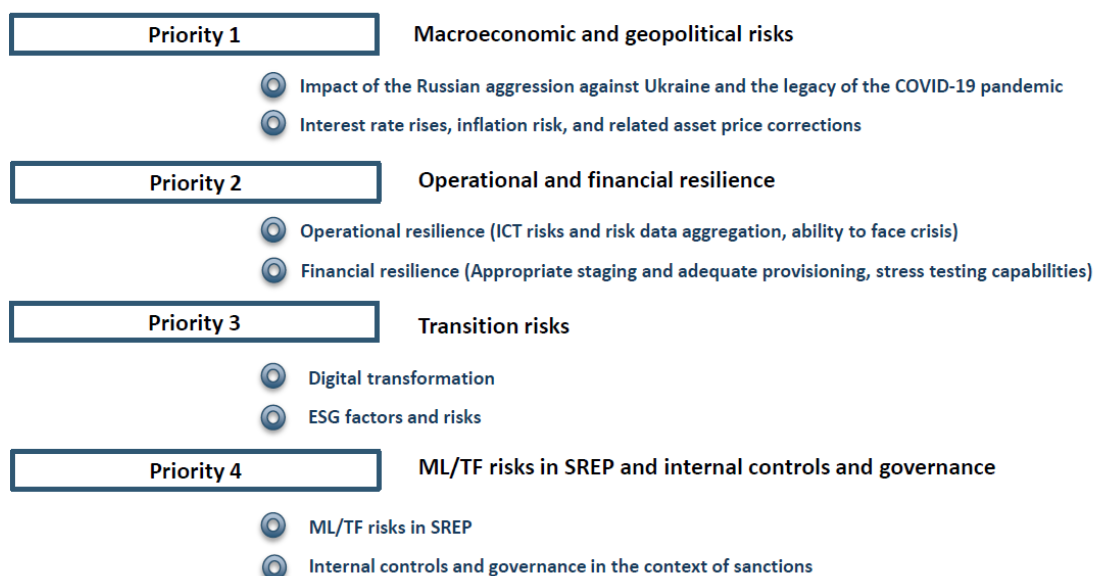 Priority 1 Macroeconomic and geopolitical risks
Impact of the Russian aggression against Ukraine and the legacy of the COVID-19 pandemic
Interest rate rises, inflation risk, and related asset price corrections
Priority 2 Operational and financial resilience
Operational resilience (ICT risks and risk data aggregation, ability to face crisis)
Financial resilience (Appropriate staging and adequate provisioning, stress testing capabilities)
Priority 3 Transition risks
Digital transformation
ESG factors and risks
Priority 4 ML/TF risks in SREP and internal controls and governance
ML/TF risks in SREP
Internal controls and governance in the context of sanctions